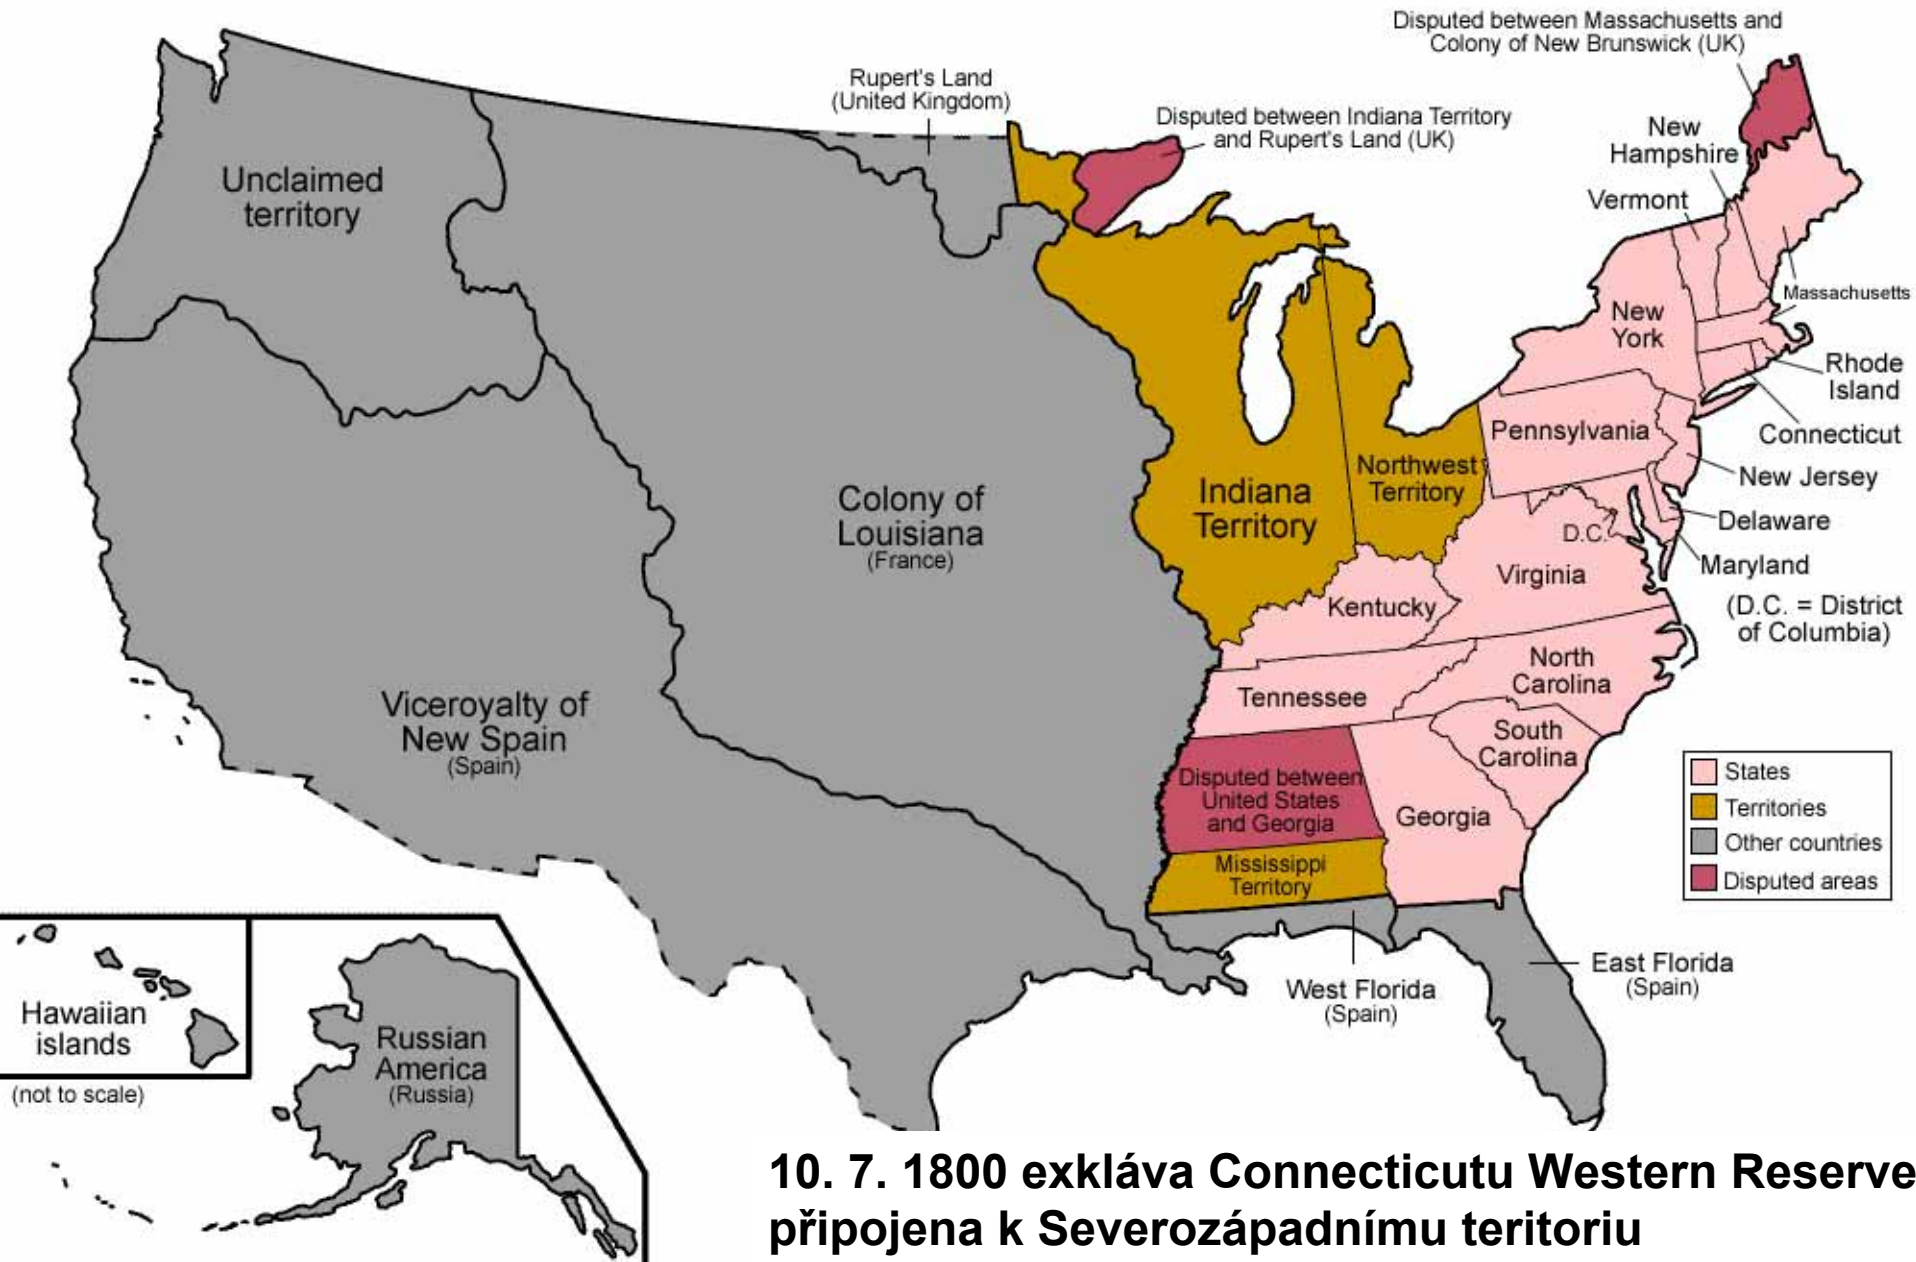 Disputed between Massachusetts and
Colony of New Brunswick (UK)
Rupert's Land
(United Kingdom)
Disputed between Indiana Territory
and Rupert's Land (UK)
New
Hampshire
Vermont
Unclaimed
territory
Massachusetts
New
York
Rhode
Island
Connecticut
Pennsylvania
New Jersey
Northwest
Territory
Indiana
Territory
Colony of
Louisiana
(France)
Delaware
D.C.
Maryland
Virginia
(D.C. = District
of Columbia)
Kentucky
North
Carolina
Tennessee
Viceroyalty of
New Spain
(Spain)
South
Carolina
States
Territories
Other countries
Disputed areas
Disputed between
United States
and Georgia
Georgia
Mississippi
Territory
East Florida
(Spain)
West Florida
(Spain)
Hawaiian
islands
(not to scale)
Russian
America
(Russia)
10. 7. 1800 exkláva Connecticutu Western Reserve
připojena k Severozápadnímu teritoriu